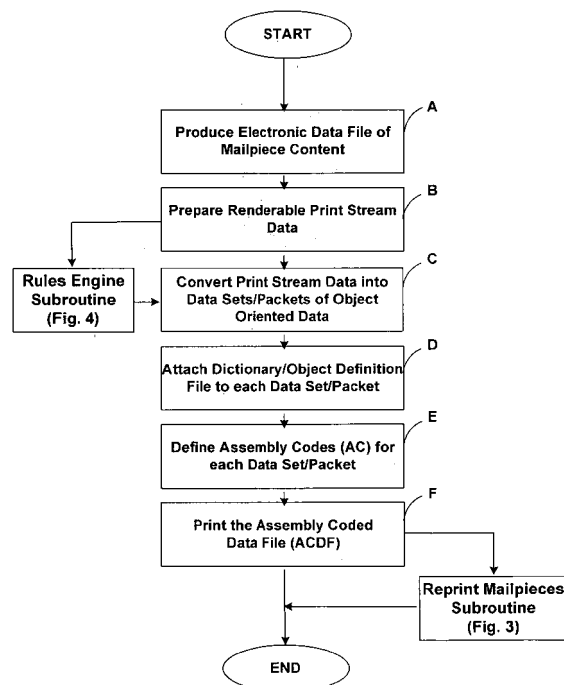 START
A
Produce Electronic Data File of
Mailpiece Content
B
Prepare Renderable Print Stream
Data
C
Rules Engine
Subroutine
(Fig. 4)
Convert Print Stream Data into
Data Sets/Packets of Object
Oriented Data
D
Attach Dictionary/Object Definition
File to each Data Set/Packet
E
Define Assembly Codes (AC) for
each Data Set/Packet
F
Print the Assembly Coded
Data File (ACDF)
Reprint Mailpieces
Subroutine
(Fig. 3)
END